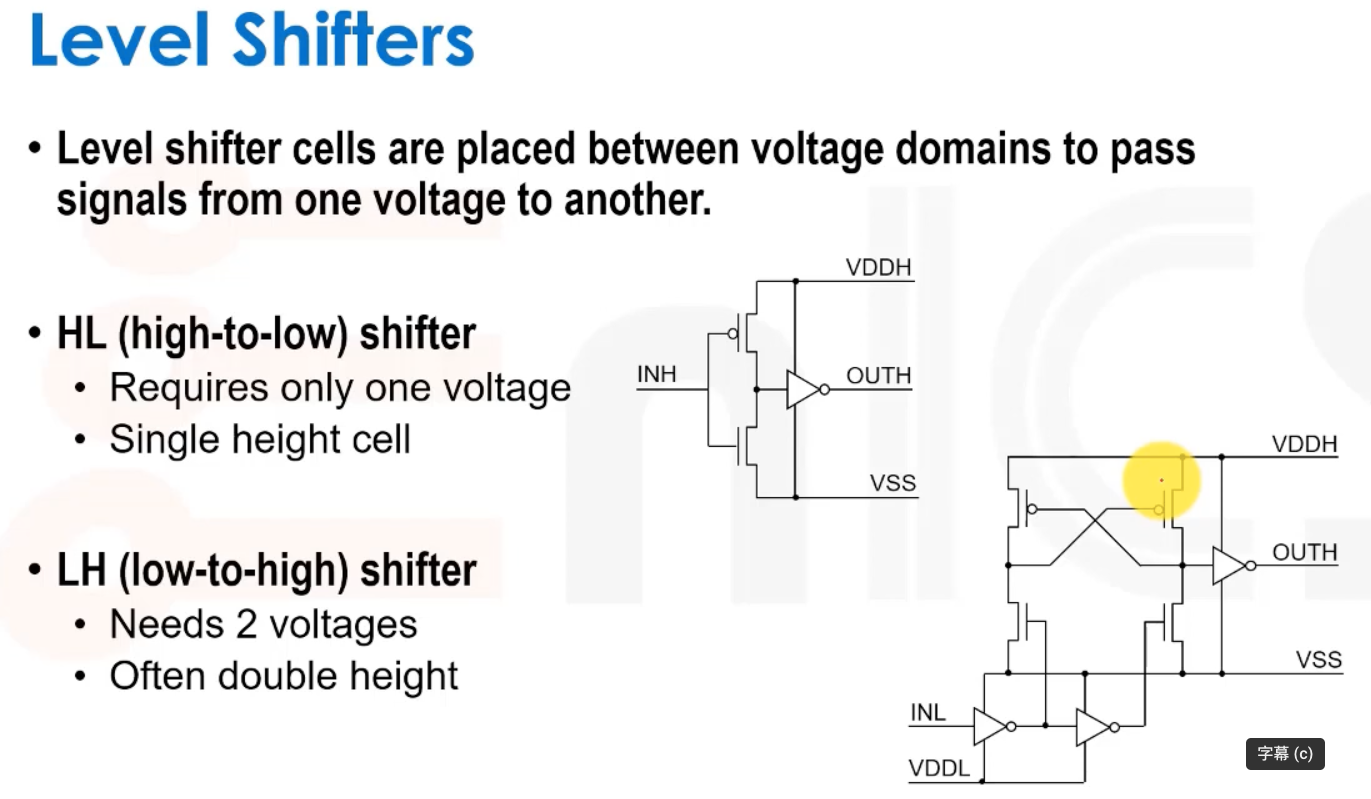 Level Shifters
• Level shifter cells are placed between voltage domains to pass
signals from one voltage to another.
• HL (high-to-low) shifter
• Requires only one voltage
• Single height cell
VDDH
INH
OUTH
VSS
• LH (low-to-high) shifter
• Needs 2 voltages
• Often double height
VDDH
OUTH
VSS
INL
VDDL
字幕 (c)